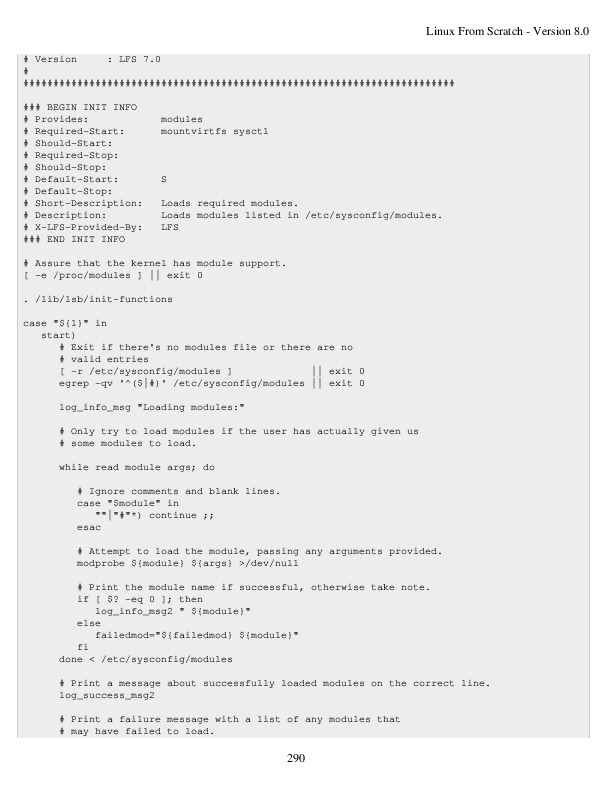 Linux From Scratch - Version 8.0
# Version     : LFS 7.0
#
########################################################################

### BEGIN INIT INFO
# Provides:            modules
# Required-Start:      mountvirtfs sysctl
# Should-Start:
# Required-Stop:
# Should-Stop:
# Default-Start:       S
# Default-Stop:
# Short-Description:   Loads required modules.
# Description:         Loads modules listed in /etc/sysconfig/modules.
# X-LFS-Provided-By:   LFS
### END INIT INFO

# Assure that the kernel has module support.
[ -e /proc/modules ] || exit 0

. /lib/lsb/init-functions

case "${1}" in
   start)
      # Exit if there's no modules file or there are no
      # valid entries
      [ -r /etc/sysconfig/modules ]            || exit 0
      egrep -qv '^($|#)' /etc/sysconfig/modules || exit 0

      log_info_msg "Loading modules:"

      # Only try to load modules if the user has actually given us
      # some modules to load.

      while read module args; do

         # Ignore comments and blank lines.
         case "$module" in
            ""|"#"*) continue ;;
         esac

         # Attempt to load the module, passing any arguments provided.
         modprobe ${module} ${args} >/dev/null

         # Print the module name if successful, otherwise take note.
         if [ $? -eq 0 ]; then
            log_info_msg2 " ${module}"
         else
            failedmod="${failedmod} ${module}"
         fi
      done < /etc/sysconfig/modules

      # Print a message about successfully loaded modules on the correct line.
      log_success_msg2

      # Print a failure message with a list of any modules that
      # may have failed to load.
290